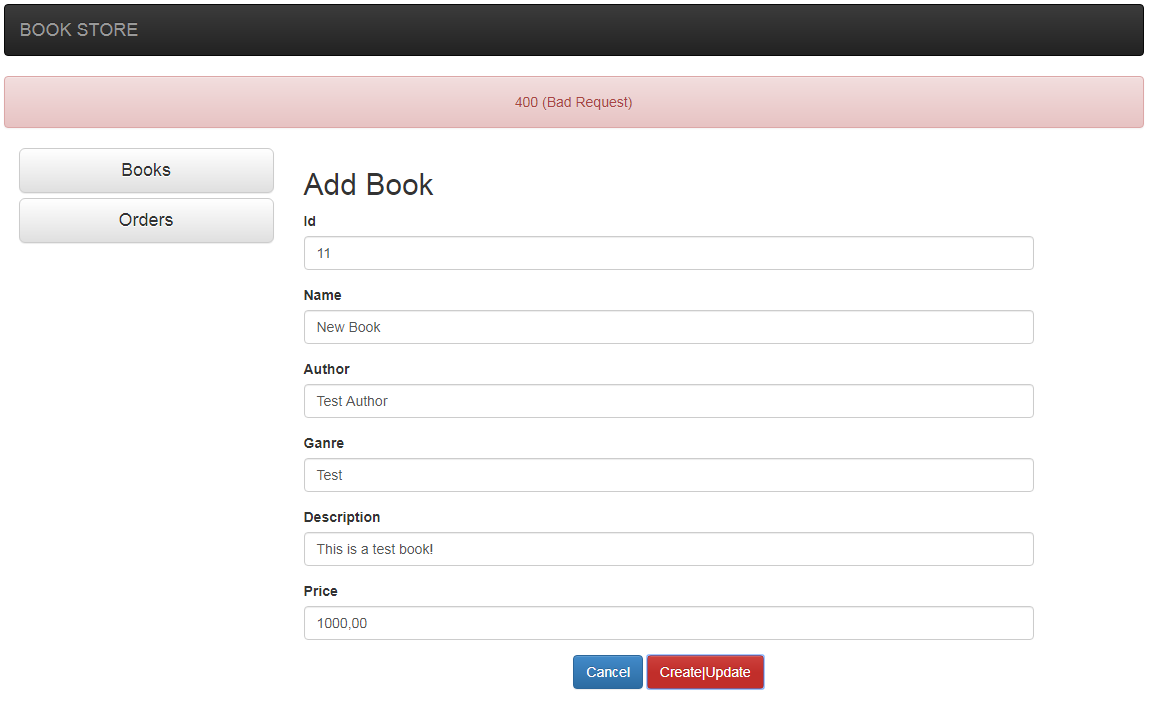 BOOK STORE
400 (Bad Request)
Books
Orders
Add Book
Id
11
Name
New Book
Author
Test Author
Ganre
Test
Description
This is a test book!
Price
1000,00
Cancel Create|Update